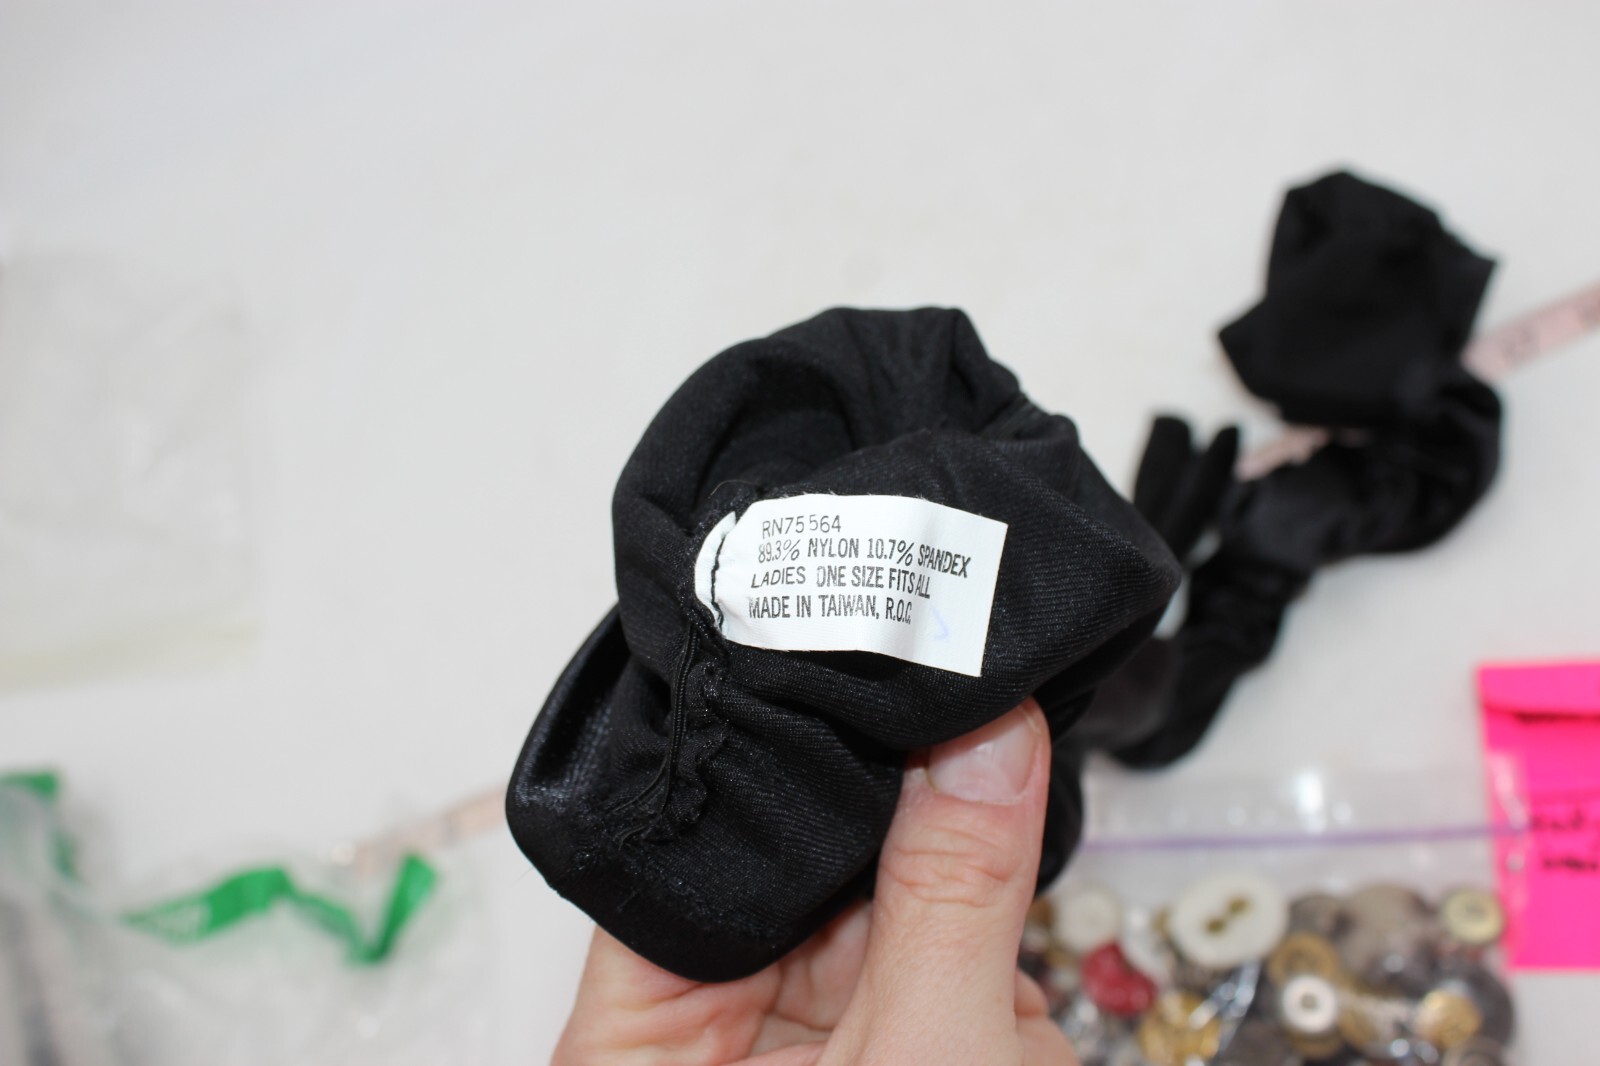 RN75564
89.3% NYLON 10.7% SPANDEX
LADIES ONE SIZE FITS ALL
MADE IN TAIWAN, R.O.C.